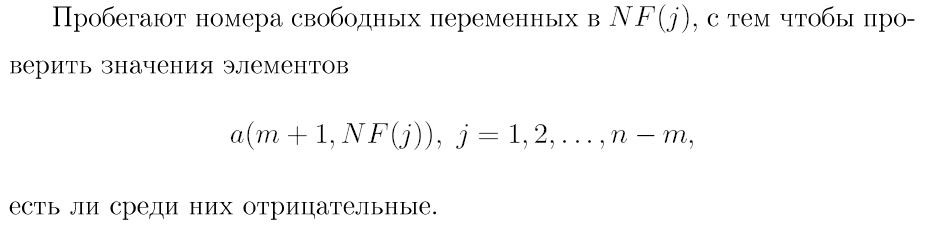 Пробегают номера свободных переменных в NF(j), с тем чтобы про-
верить значения элементов
a(m + 1, NF(j)), j = 1, 2, . . . , n − m,
есть ли среди них отрицательные.